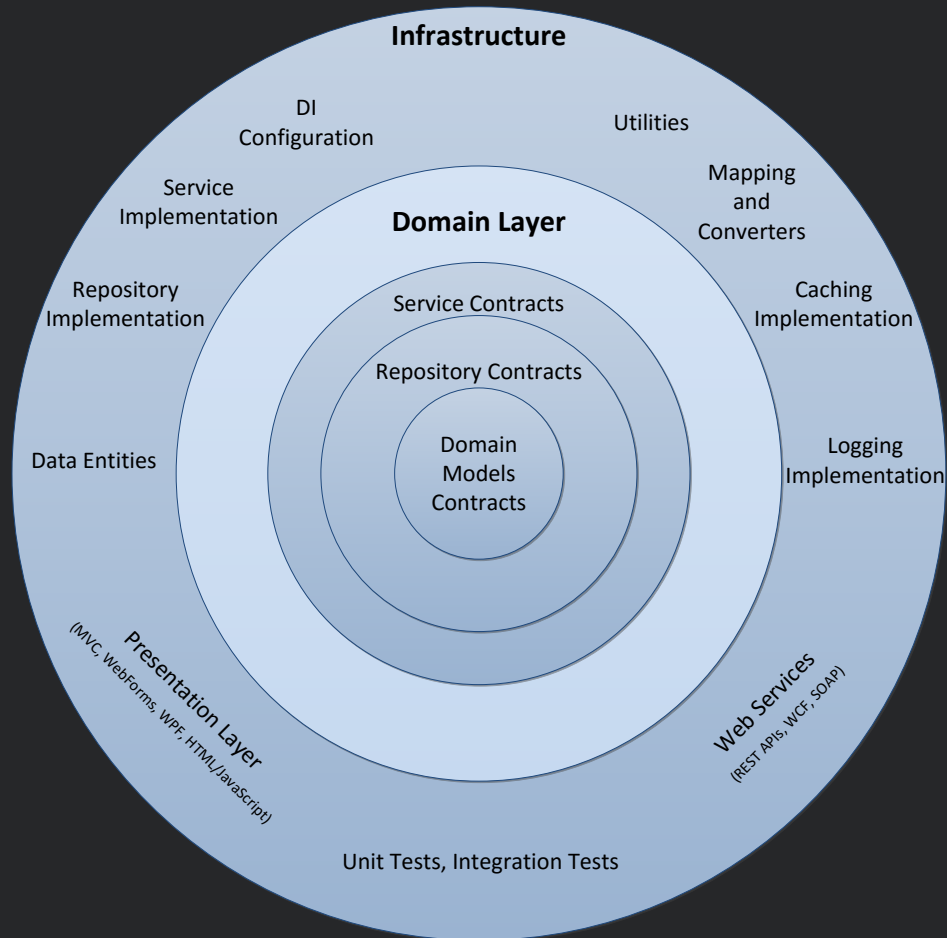 Infrastructure
DI
Configuration
Utilities
Service
Implementation
Mapping
and
Converters
Domain Layer
Repository
Implementation
Service Contracts
Caching
Implementation
Repository Contracts
Data Entities
Domain
Models
Contracts
Logging
Implementation
Presentation Layer
(MVC, WebForms, WPF, HTML/JavaScript)
Web Services
(REST APIs, WCF, SOAP)
Unit Tests, Integration Tests